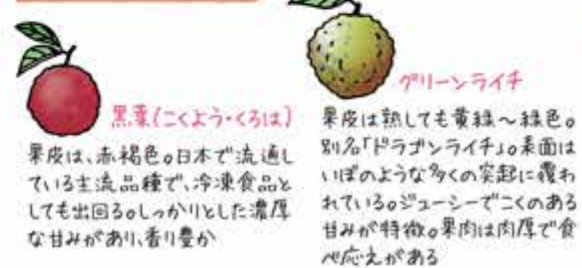 黒葉(こくよう・くろは)
果皮は、赤褐色。日本で流通し
ている主流品種で、冷凍食品と
しても出回る。しっかりとした濃厚
な甘みがあり、香り豊か
グリーンライチ
果皮は熟しても黄緑～緑色。
別名「ドラゴンライチ」。表面は
いぼのような多くの突起に覆わ
れている。ジューシーでこくのある
甘みが特徴。果肉は肉厚で食
べ応えがある